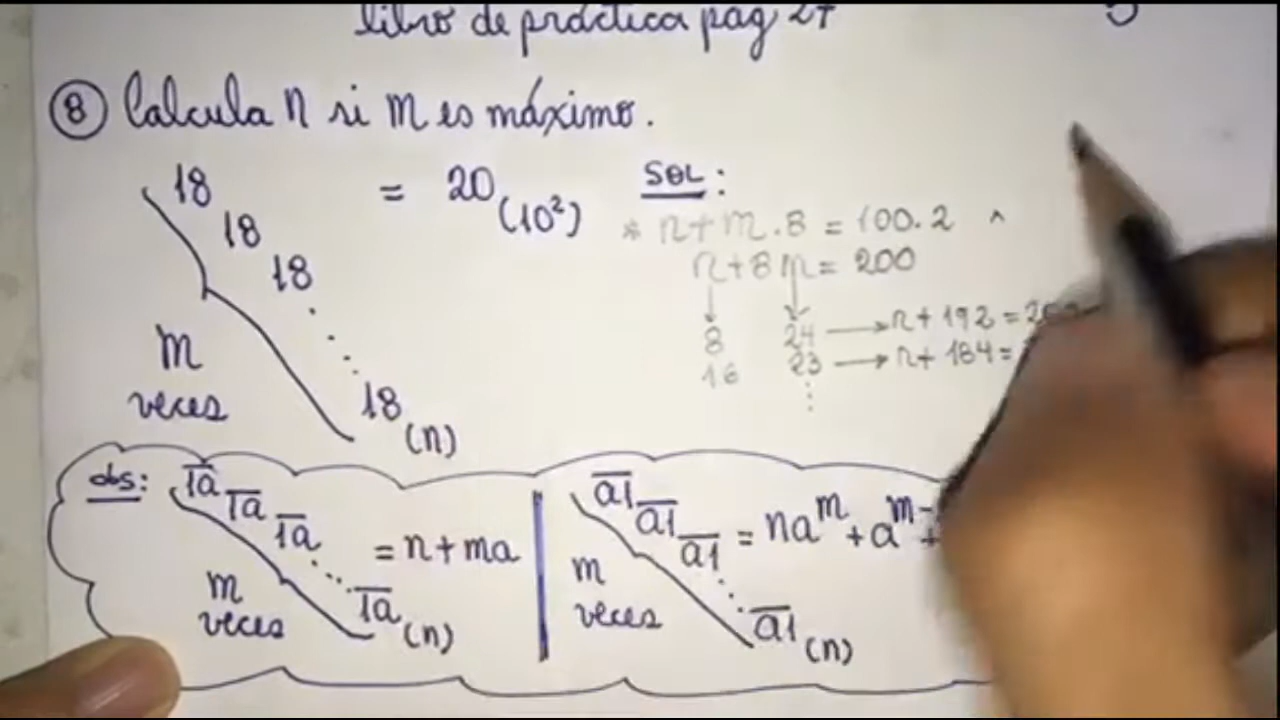 libro de práctica pag 27
8 Calcula n si m es máximo.
18
18
18
18 (n)
m
veces
= 20 (10²)
SOL :
* n+m.8 = 100.2 ^
n+8m = 200
8 24 → n+192=200
16 23 → n+184=
obs:
1a
1a
1a
1a (n)
m
veces
= n+ma
a1
a1
a1
a1 (n)
m
veces
= na^m + a^m-